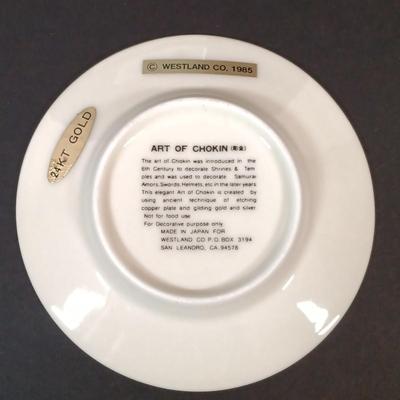 © WESTLAND CO. 1985
24KT GOLD
ART OF CHOKIN (彫金)
The art of Chokin was introduced in the
6th Century to decorate Shrines & Tem
ples and was used to decorate Samurai
Amors, Swords, Helmets, etc in the later years
This elegant Art of Chokin is created by
using ancient technique of etching
copper plate and gilding gold and silver.
Not for food use
For Decorative purpose only
MADE IN JAPAN FOR
WESTLAND CO P.O. BOX 3194
SAN LEANDRO, CA. 94578